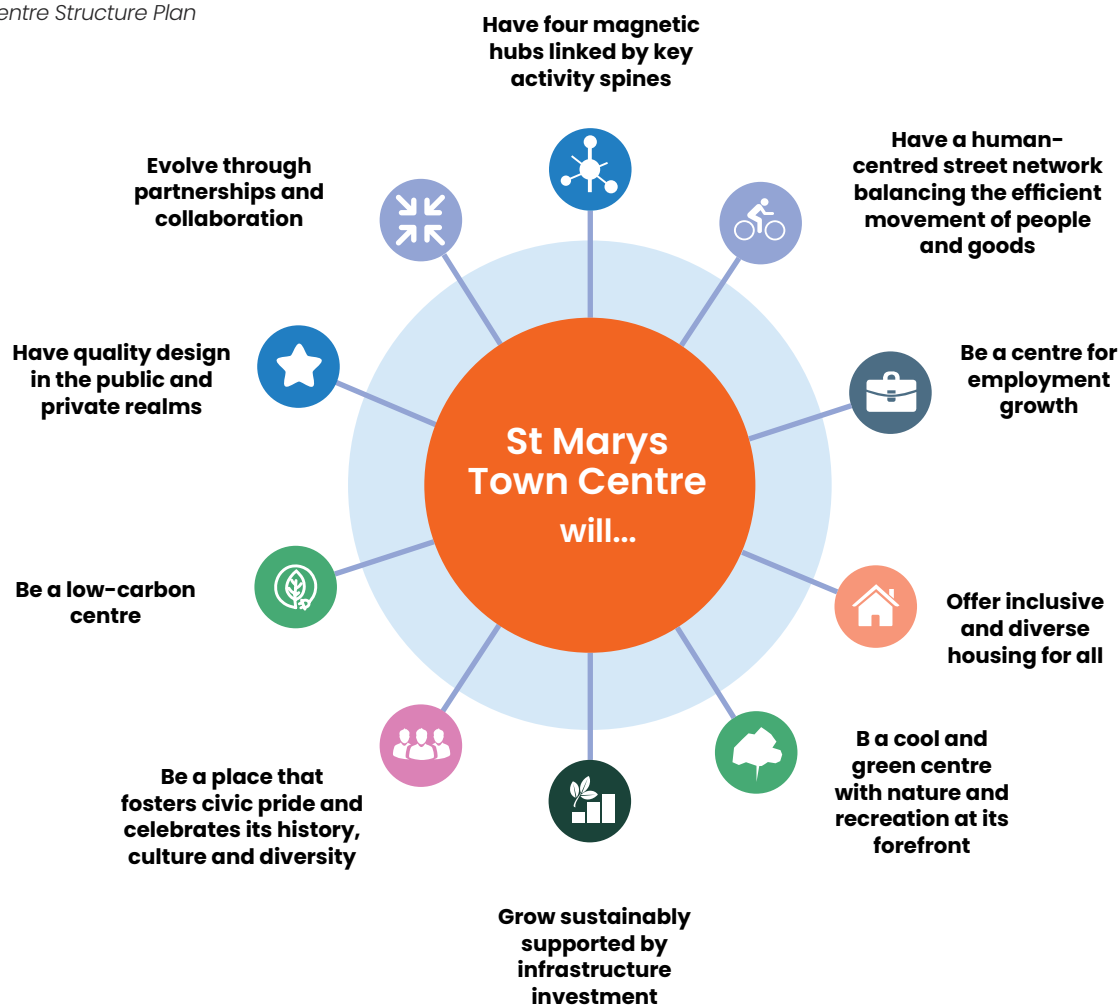 entre Structure Plan
Have four magnetic
hubs linked by key
activity spines
Have a human-
centred street network
balancing the efficient
movement of people
and goods
Be a centre for
employment
growth
Offer inclusive
and diverse
housing for all
B a cool and
green centre
with nature and
recreation at its
forefront
Grow sustainably
supported by
infrastructure
investment
Be a place that
fosters civic pride and
celebrates its history,
culture and diversity
Be a low-carbon
centre
Have quality design
in the public and
private realms
Evolve through
partnerships and
collaboration
St Marys
Town Centre
will...